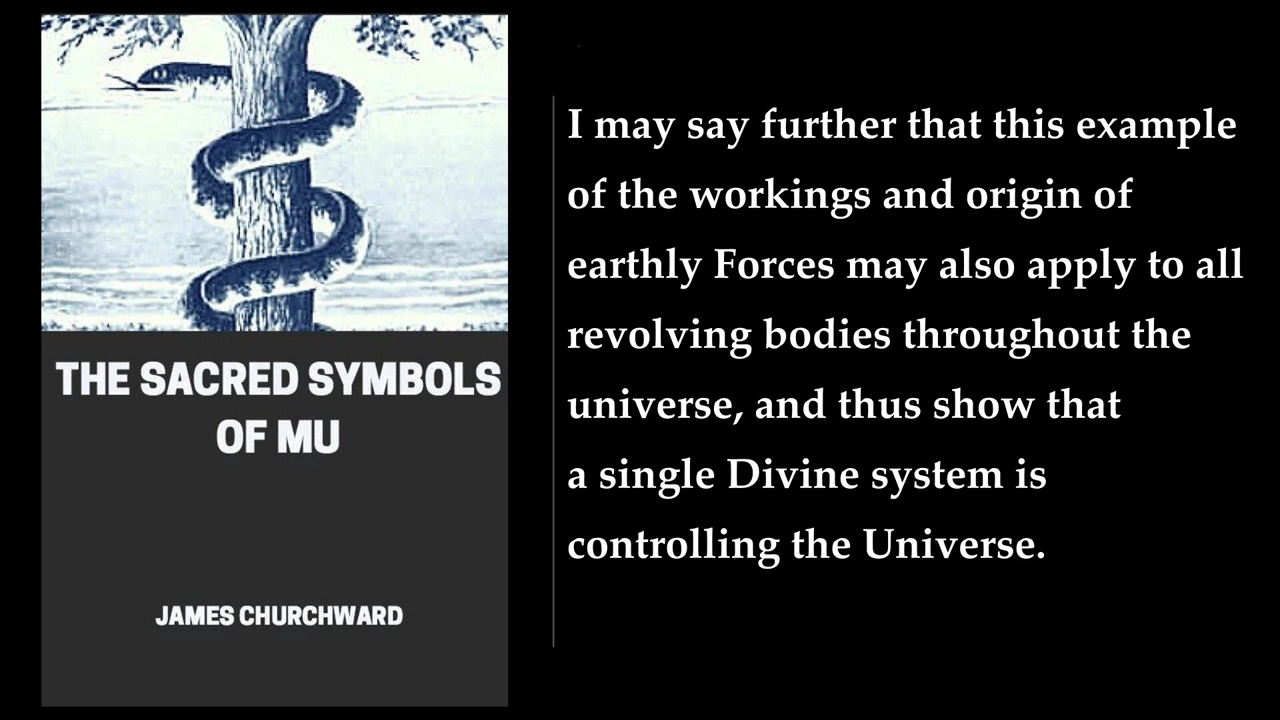 THE SACRED SYMBOLS
OF MU
JAMES CHURCHWARD
I may say further that this example
of the workings and origin of
earthly Forces may also apply to all
revolving bodies throughout the
universe, and thus show that
a single Divine system is
controlling the Universe.